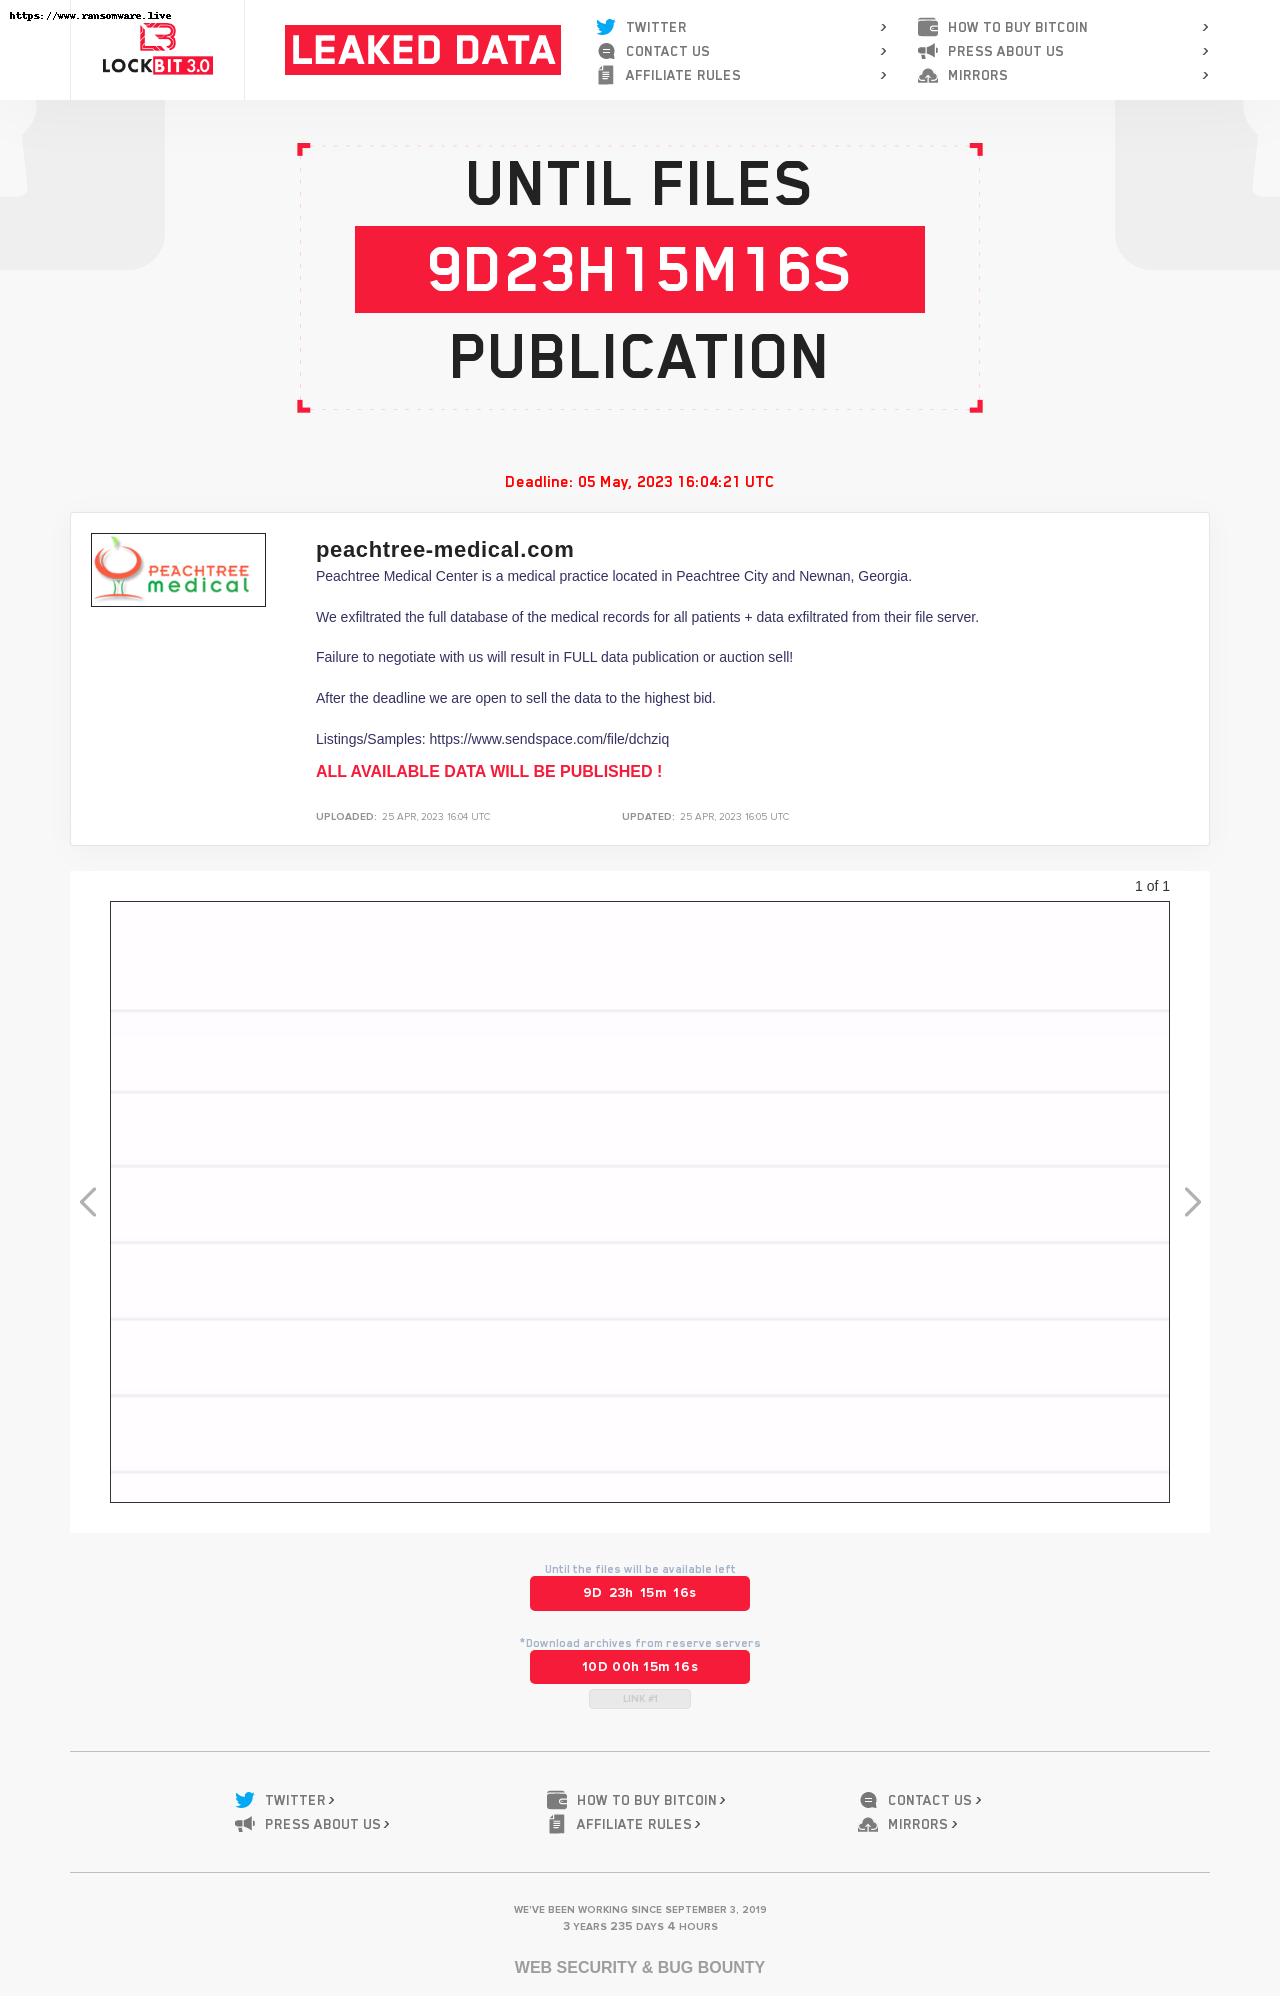 https://www.ransomware.live
LOCKBIT 3.0
LEAKED DATA
TWITTER
CONTACT US
AFFILIATE RULES
HOW TO BUY BITCOIN
PRESS ABOUT US
MIRRORS
UNTIL FILES
9D23H15M16S
PUBLICATION
Deadline: 05 May, 2023 16:04:21 UTC
PEACHTREE
medical
peachtree-medical.com
Peachtree Medical Center is a medical practice located in Peachtree City and Newnan, Georgia.
We exfiltrated the full database of the medical records for all patients + data exfiltrated from their file server.
Failure to negotiate with us will result in FULL data publication or auction sell!
After the deadline we are open to sell the data to the highest bid.
Listings/Samples: https://www.sendspace.com/file/dchziq
ALL AVAILABLE DATA WILL BE PUBLISHED !
UPLOADED: 25 APR, 2023 16:04 UTC
UPDATED: 25 APR, 2023 16:05 UTC
1 of 1
Until the files will be available left
9D 23h 15m 16s
*Download archives from reserve servers
10D 00h 15m 16s
LINK #1
TWITTER
HOW TO BUY BITCOIN
CONTACT US
PRESS ABOUT US
AFFILIATE RULES
MIRRORS
WE'VE BEEN WORKING SINCE SEPTEMBER 3, 2019
3 YEARS 235 DAYS 4 HOURS
WEB SECURITY & BUG BOUNTY